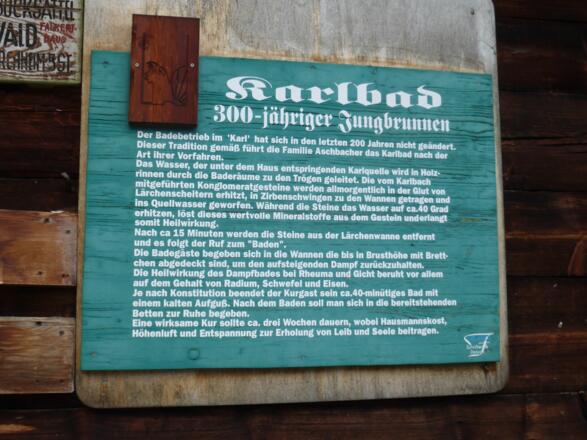 WAID
Karlbad
300-jähriger Jungbrunnen
Der Badebetrieb im 'Karl' hat sich in den letzten 200 Jahren nicht geändert.
Dieser Tradition gemäß führt die Familie Aschbacher das Karlbad nach der
Art ihrer Vorfahren.
Das Wasser, der unter dem Haus entspringenden Karlquelle wird in Holz-
rinnen durch die Baderäume zu den Trögen geleitet. Die vom Karlbach
mitgeführten Konglomeratgesteine werden allmorgentlich in der Glut von
Lärchenscheitern erhitzt, in Zirbenschwingen zu den Wannen getragen und
ins Quellwasser geworfen. Während die Steine das Wasser auf ca.40 Grad
erhitzen, löst dieses wertvolle Mineralstoffe aus dem Gestein underlangt
somit Heilwirkung.
Nach ca 15 Minuten werden die Steine aus der Lärchenwanne entfernt
und es folgt der Ruf zum "Baden".
Die Badegäste begeben sich in die Wannen die bis in Brusthöhe mit Brett-
chen abgedeckt sind, um den aufsteigenden Dampf zurückzuhalten.
Die Heilwirkung des Dampfbades bei Rheuma und Gicht beruht vor allem
auf dem Gehalt von Radium, Schwefel und Eisen.
Je nach Konstitution beendet der Kurgast sein ca.40-minütiges Bad mit
einem kalten Aufguß. Nach dem Baden soll man sich in die bereitstehenden
Betten zur Ruhe begeben.
Eine wirksame Kur sollte ca. drei Wochen dauern, wobei Hausmannskost,
Höhenluft und Entspannung zur Erholung von Leib und Seele beitragen.